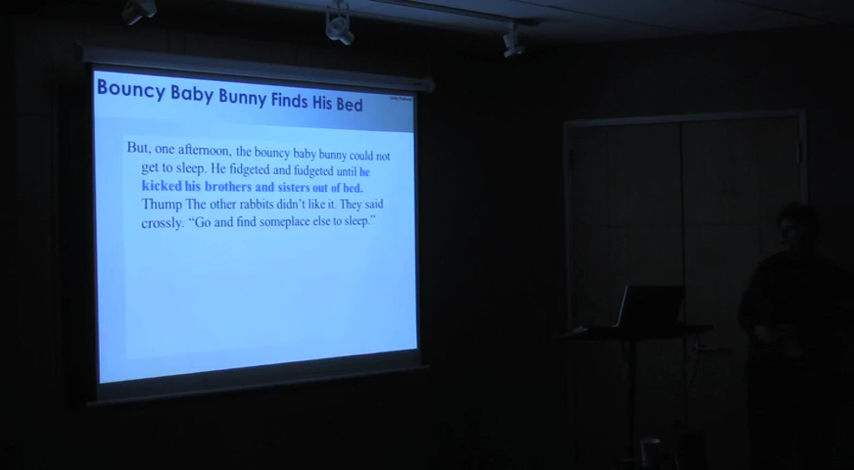 Bouncy Baby Bunny Finds His Bed
But, one afternoon, the bouncy baby bunny could not
get to sleep. He fidgeted and fudgeted until he
kicked his brothers and sisters out of bed.
Thump The other rabbits didn't like it. They said
crossly. “Go and find someplace else to sleep.”